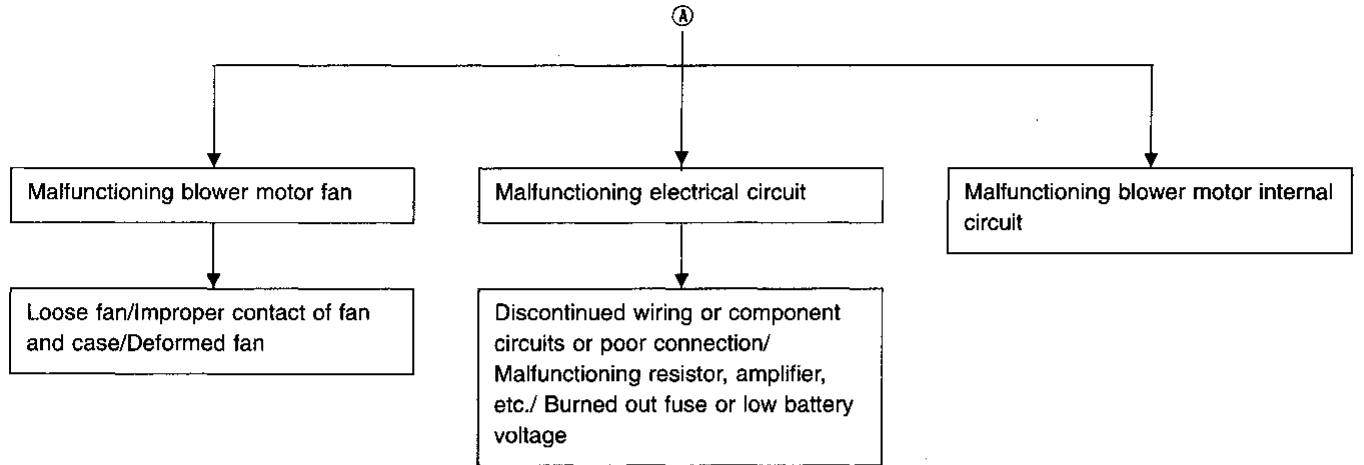 Ⓐ
Malfunctioning blower motor fan
Malfunctioning electrical circuit
Malfunctioning blower motor internal
circuit
Loose fan/Improper contact of fan
and case/Deformed fan
Discontinued wiring or component
circuits or poor connection/
Malfunctioning resistor, amplifier,
etc./ Burned out fuse or low battery
voltage